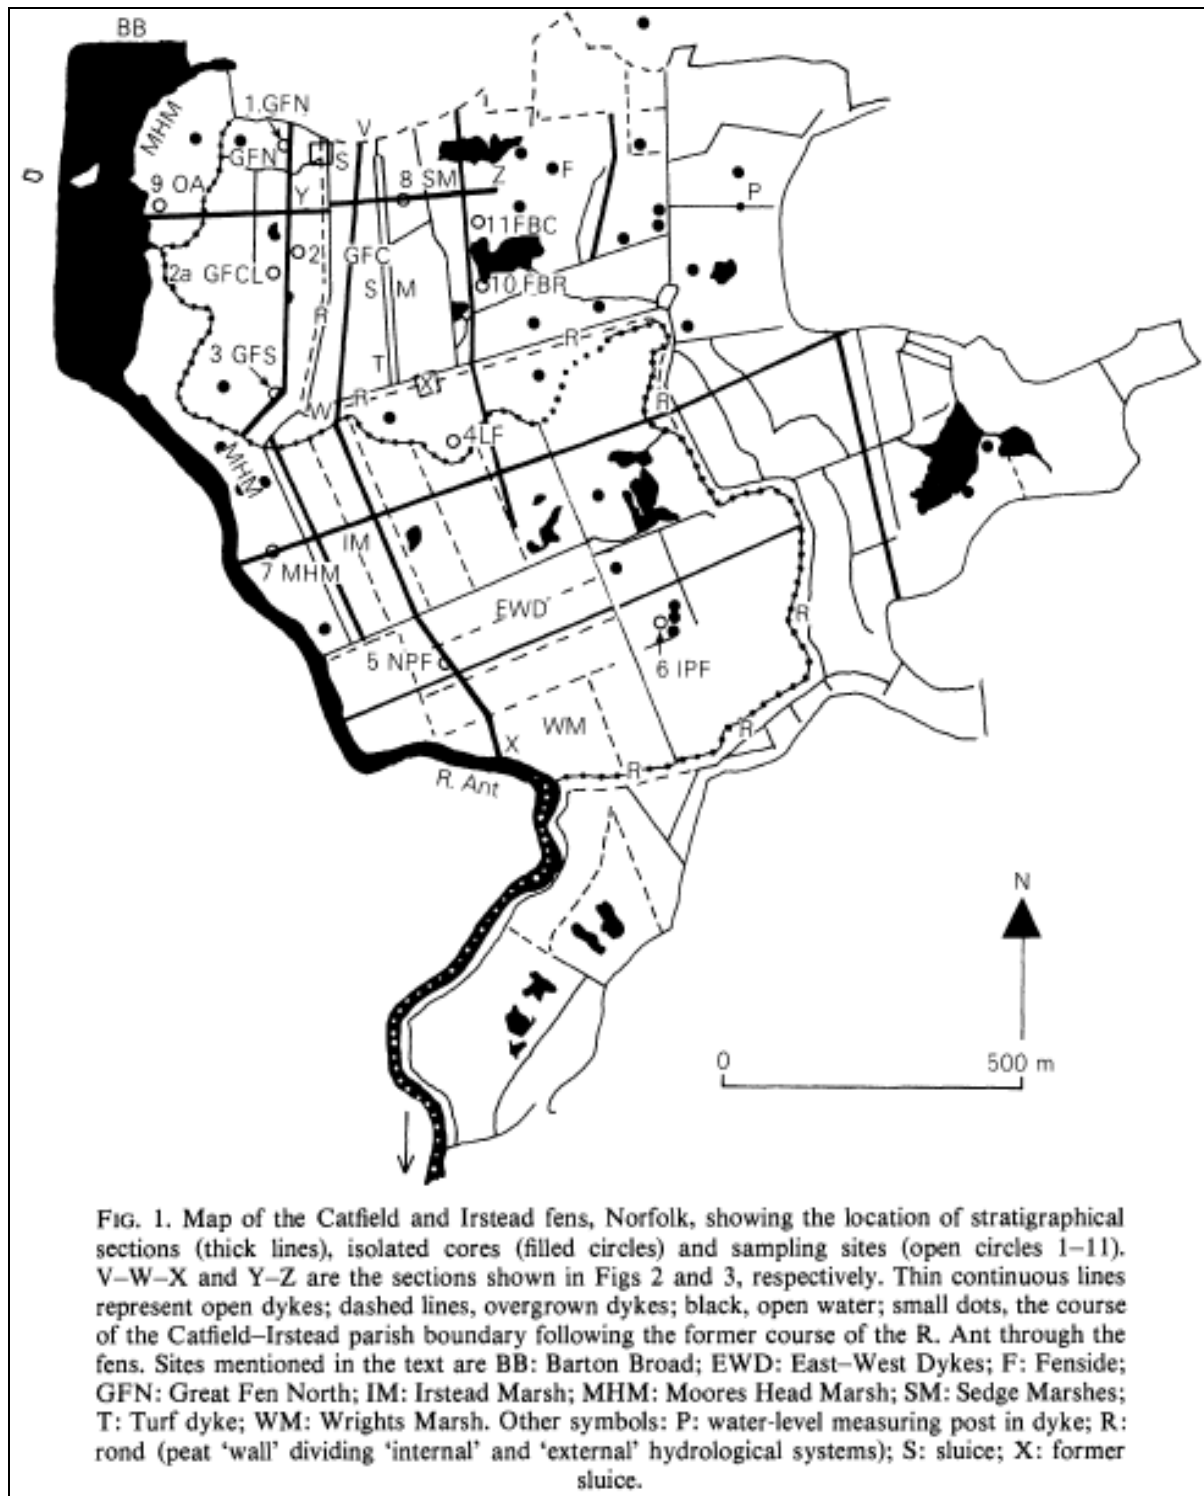 BB
1.GFN
MHM
GFN
S
V
8 SM
Z
F
P
9 OA
Y
11FBC
2
GFC
2a GFCL
S M
10 FBR
R
3 GFS
T
R
X
W
R
R
4LF
MHM
IM
7 MHM
EWD
R
5 NPF
6 IPF
WM
R
X
R
R. Ant
N
0 500 m
FIG. 1. Map of the Catfield and Irstead fens, Norfolk, showing the location of stratigraphical
sections (thick lines), isolated cores (filled circles) and sampling sites (open circles 1–11).
V–W–X and Y–Z are the sections shown in Figs 2 and 3, respectively. Thin continuous lines
represent open dykes; dashed lines, overgrown dykes; black, open water; small dots, the course
of the Catfield–Irstead parish boundary following the former course of the R. Ant through the
fens. Sites mentioned in the text are BB: Barton Broad; EWD: East–West Dykes; F: Fenside;
GFN: Great Fen North; IM: Irstead Marsh; MHM: Moores Head Marsh; SM: Sedge Marshes;
T: Turf dyke; WM: Wrights Marsh. Other symbols: P: water-level measuring post in dyke; R:
rond (peat ‘wall’ dividing ‘internal’ and ‘external’ hydrological systems); S: sluice; X: former
sluice.